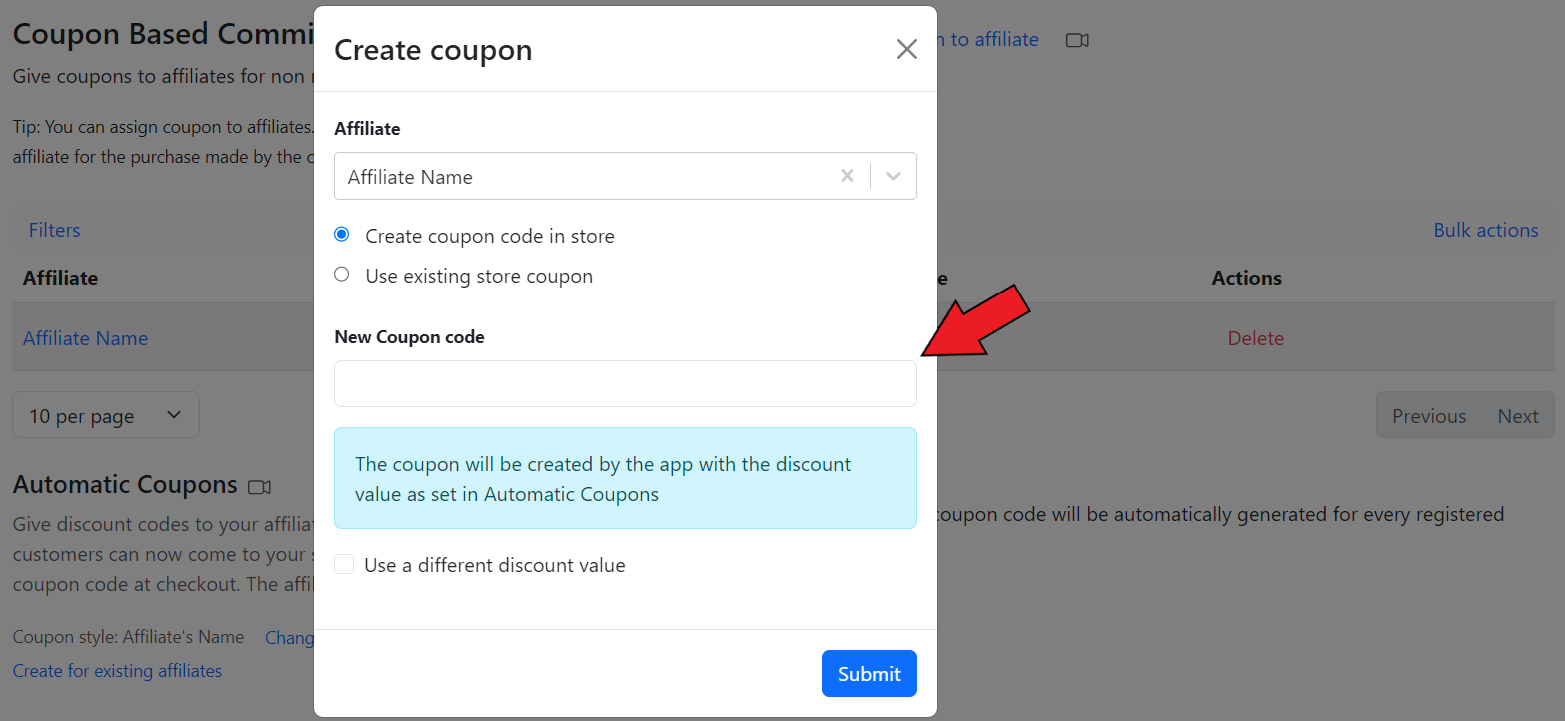 Coupon Based Commi
Give coupons to affiliates for non
Tip: You can assign coupon to affiliates.
affiliate for the purchase made by the
to affiliate
Create coupon
Affiliate
Affiliate Name
Create coupon code in store
Use existing store coupon
New Coupon code
The coupon will be created by the app with the discount
value as set in Automatic Coupons
Use a different discount value
Submit
Filters
Bulk actions
Affiliate
Actions
Affiliate Name
Delete
10 per page
Previous
Next
Automatic Coupons
Give discount codes to your affilia
coupon code will be automatically generated for every registered
customers can now come to your
coupon code at checkout. The affil
Coupon style: Affiliate's Name
Chang
Create for existing affiliates